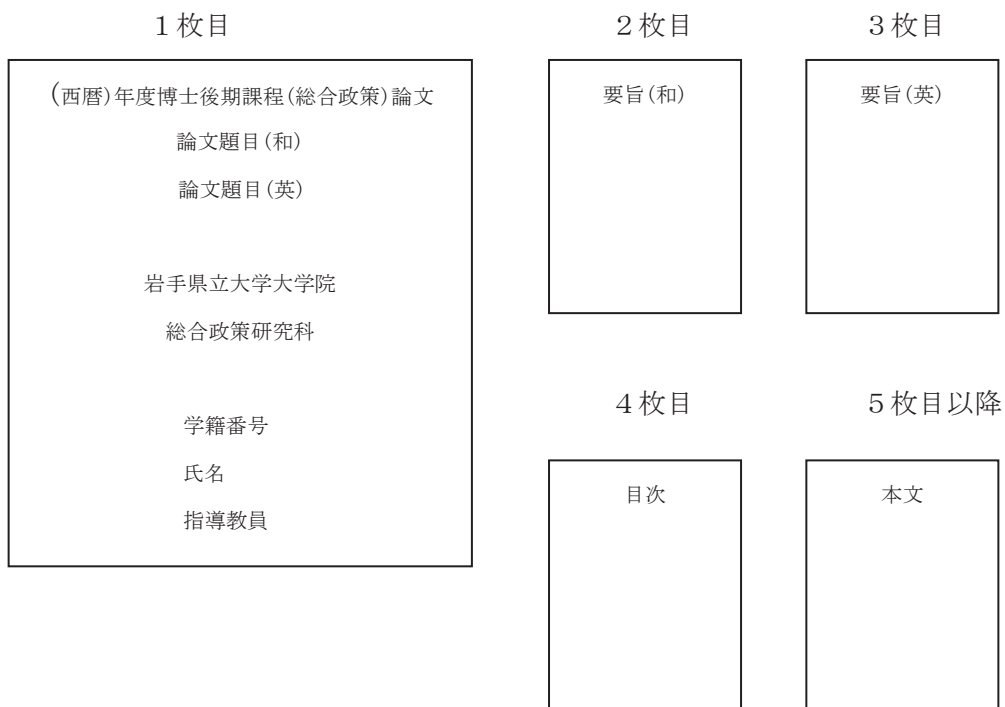 １枚目
(西暦)年度博士後期課程(総合政策)論文
論文題目(和)
論文題目(英)
岩手県立大学大学院
総合政策研究科
学籍番号
氏名
指導教員
２枚目
要旨(和)
３枚目
要旨(英)
４枚目
目次
５枚目以降
本文